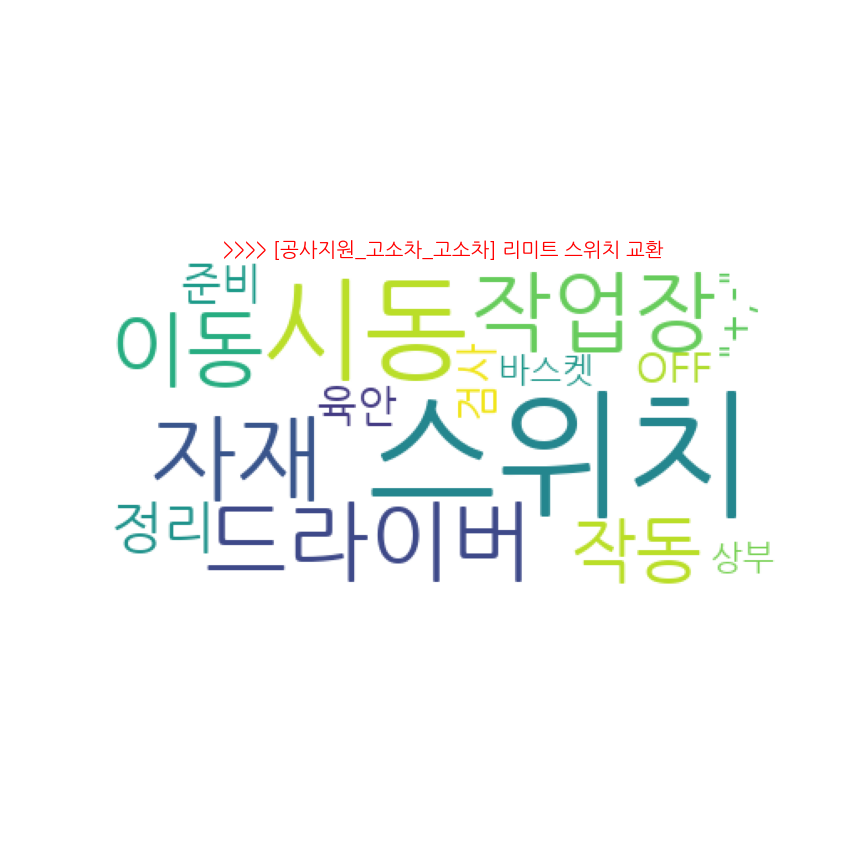 >>>> [공사지원_고소차_고소차] 리미트 스위치 교환
준비
시동
작업장
"-+,"
이동
검사
바스켓
OFF
육안
스위치
자재
정리
드라이버
작동
상부